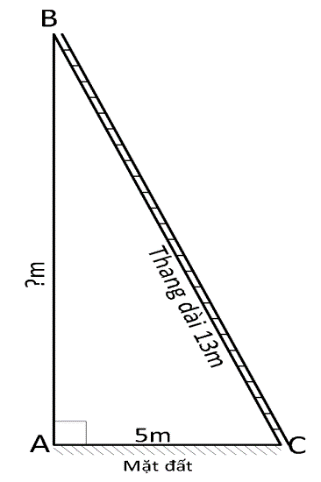 B
?m
Thang dài 13m
A
5m
C
Mặt đất